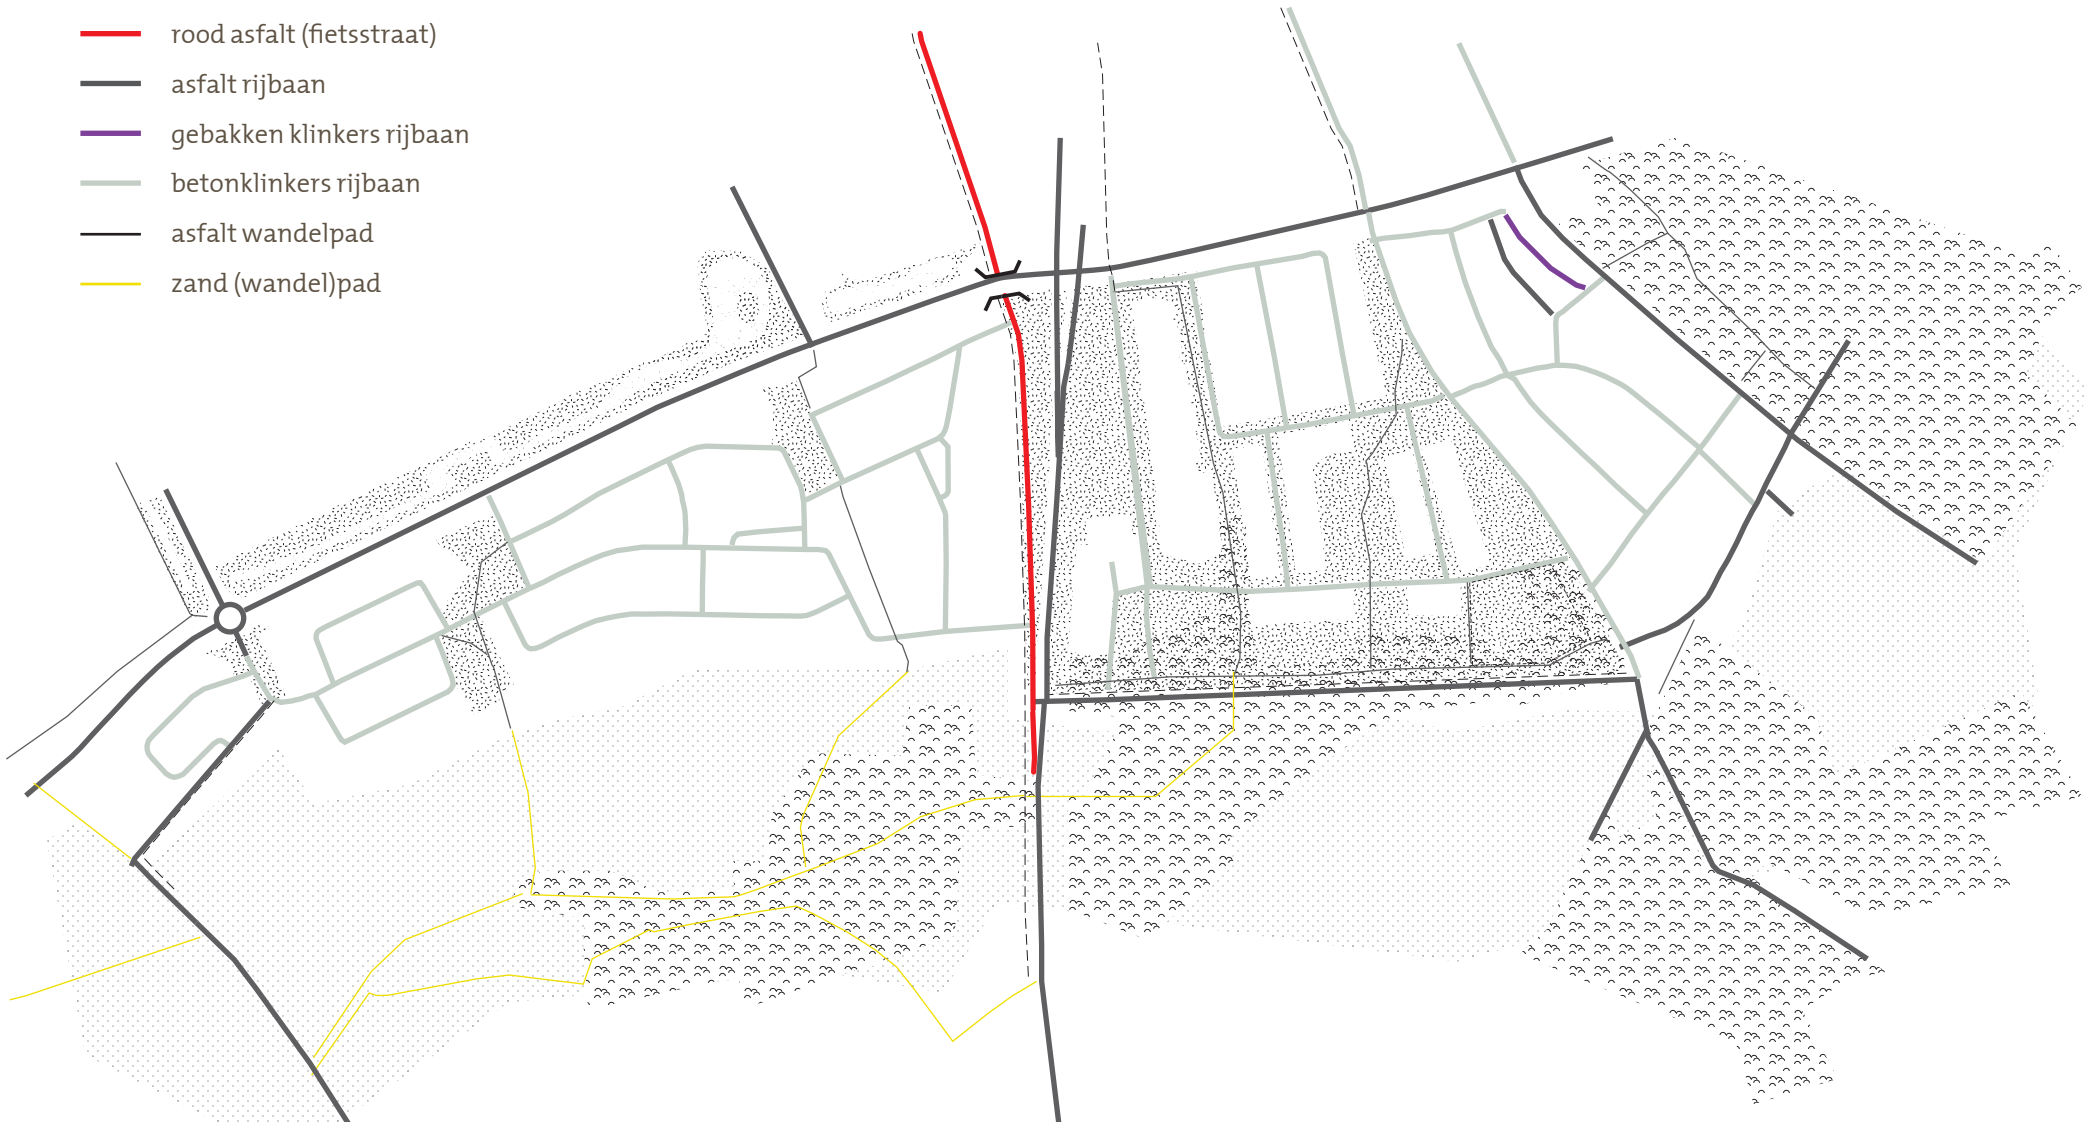 rood asfalt (fietsstraat)
asfalt rijbaan
gebakken klinkers rijbaan
betonklinkers rijbaan
asfalt wandelpad
zand (wandel)pad